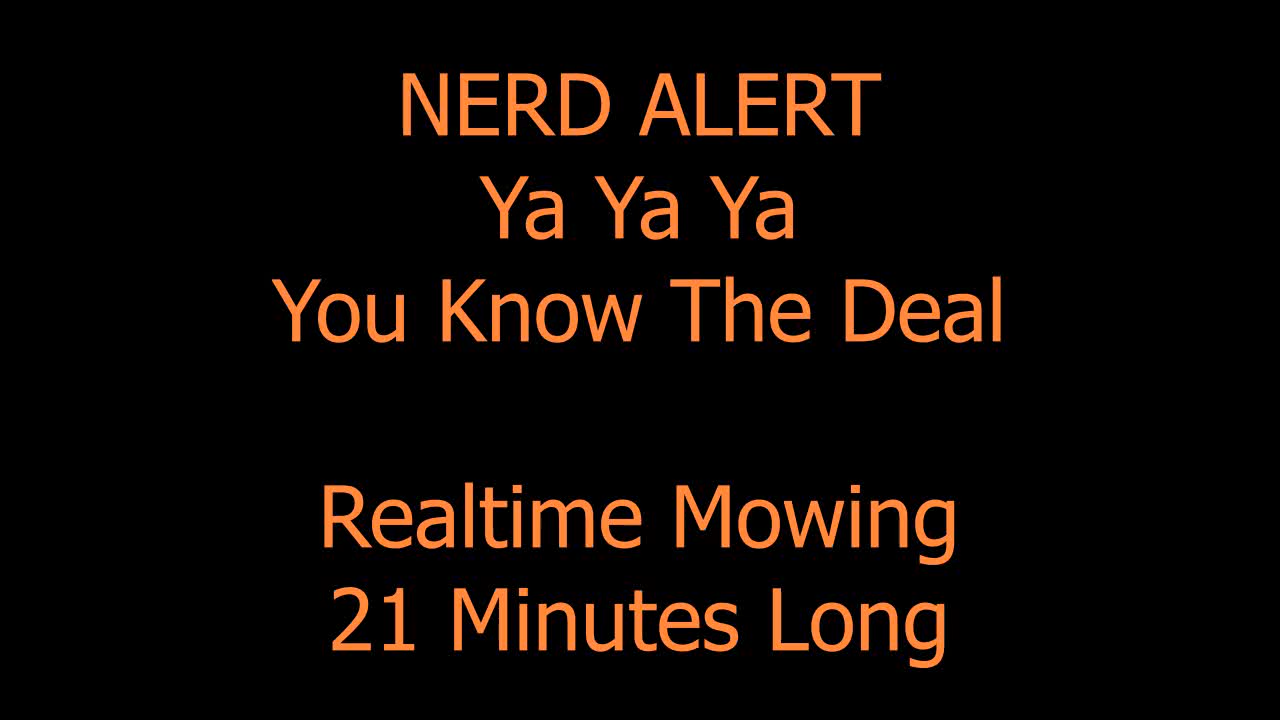 NERD ALERT
Ya Ya Ya
You Know The Deal
Realtime Mowing
21 Minutes Long